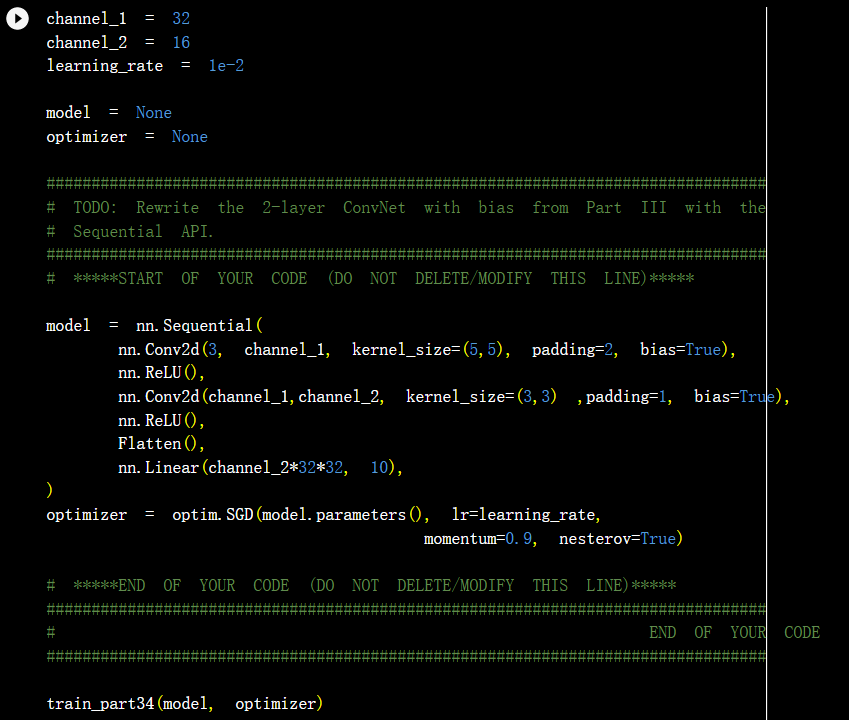 channel_1 = 32
channel_2 = 16
learning_rate = 1e-2
model = None
optimizer = None
################################################################################
# TODO: Rewrite the 2-layer ConvNet with bias from Part III with the
# Sequential API.
################################################################################
# *****START OF YOUR CODE (DO NOT DELETE/MODIFY THIS LINE)*****
model = nn.Sequential(
nn.Conv2d(3, channel_1, kernel_size=(5,5), padding=2, bias=True),
nn.ReLU(),
nn.Conv2d(channel_1,channel_2, kernel_size=(3,3) ,padding=1, bias=True),
nn.ReLU(),
Flatten(),
nn.Linear(channel_2*32*32, 10),
)
optimizer = optim.SGD(model.parameters(), lr=learning_rate,
momentum=0.9, nesterov=True)
# *****END OF YOUR CODE (DO NOT DELETE/MODIFY THIS LINE)*****
################################################################################
# END OF YOUR CODE
################################################################################
train_part34(model, optimizer)